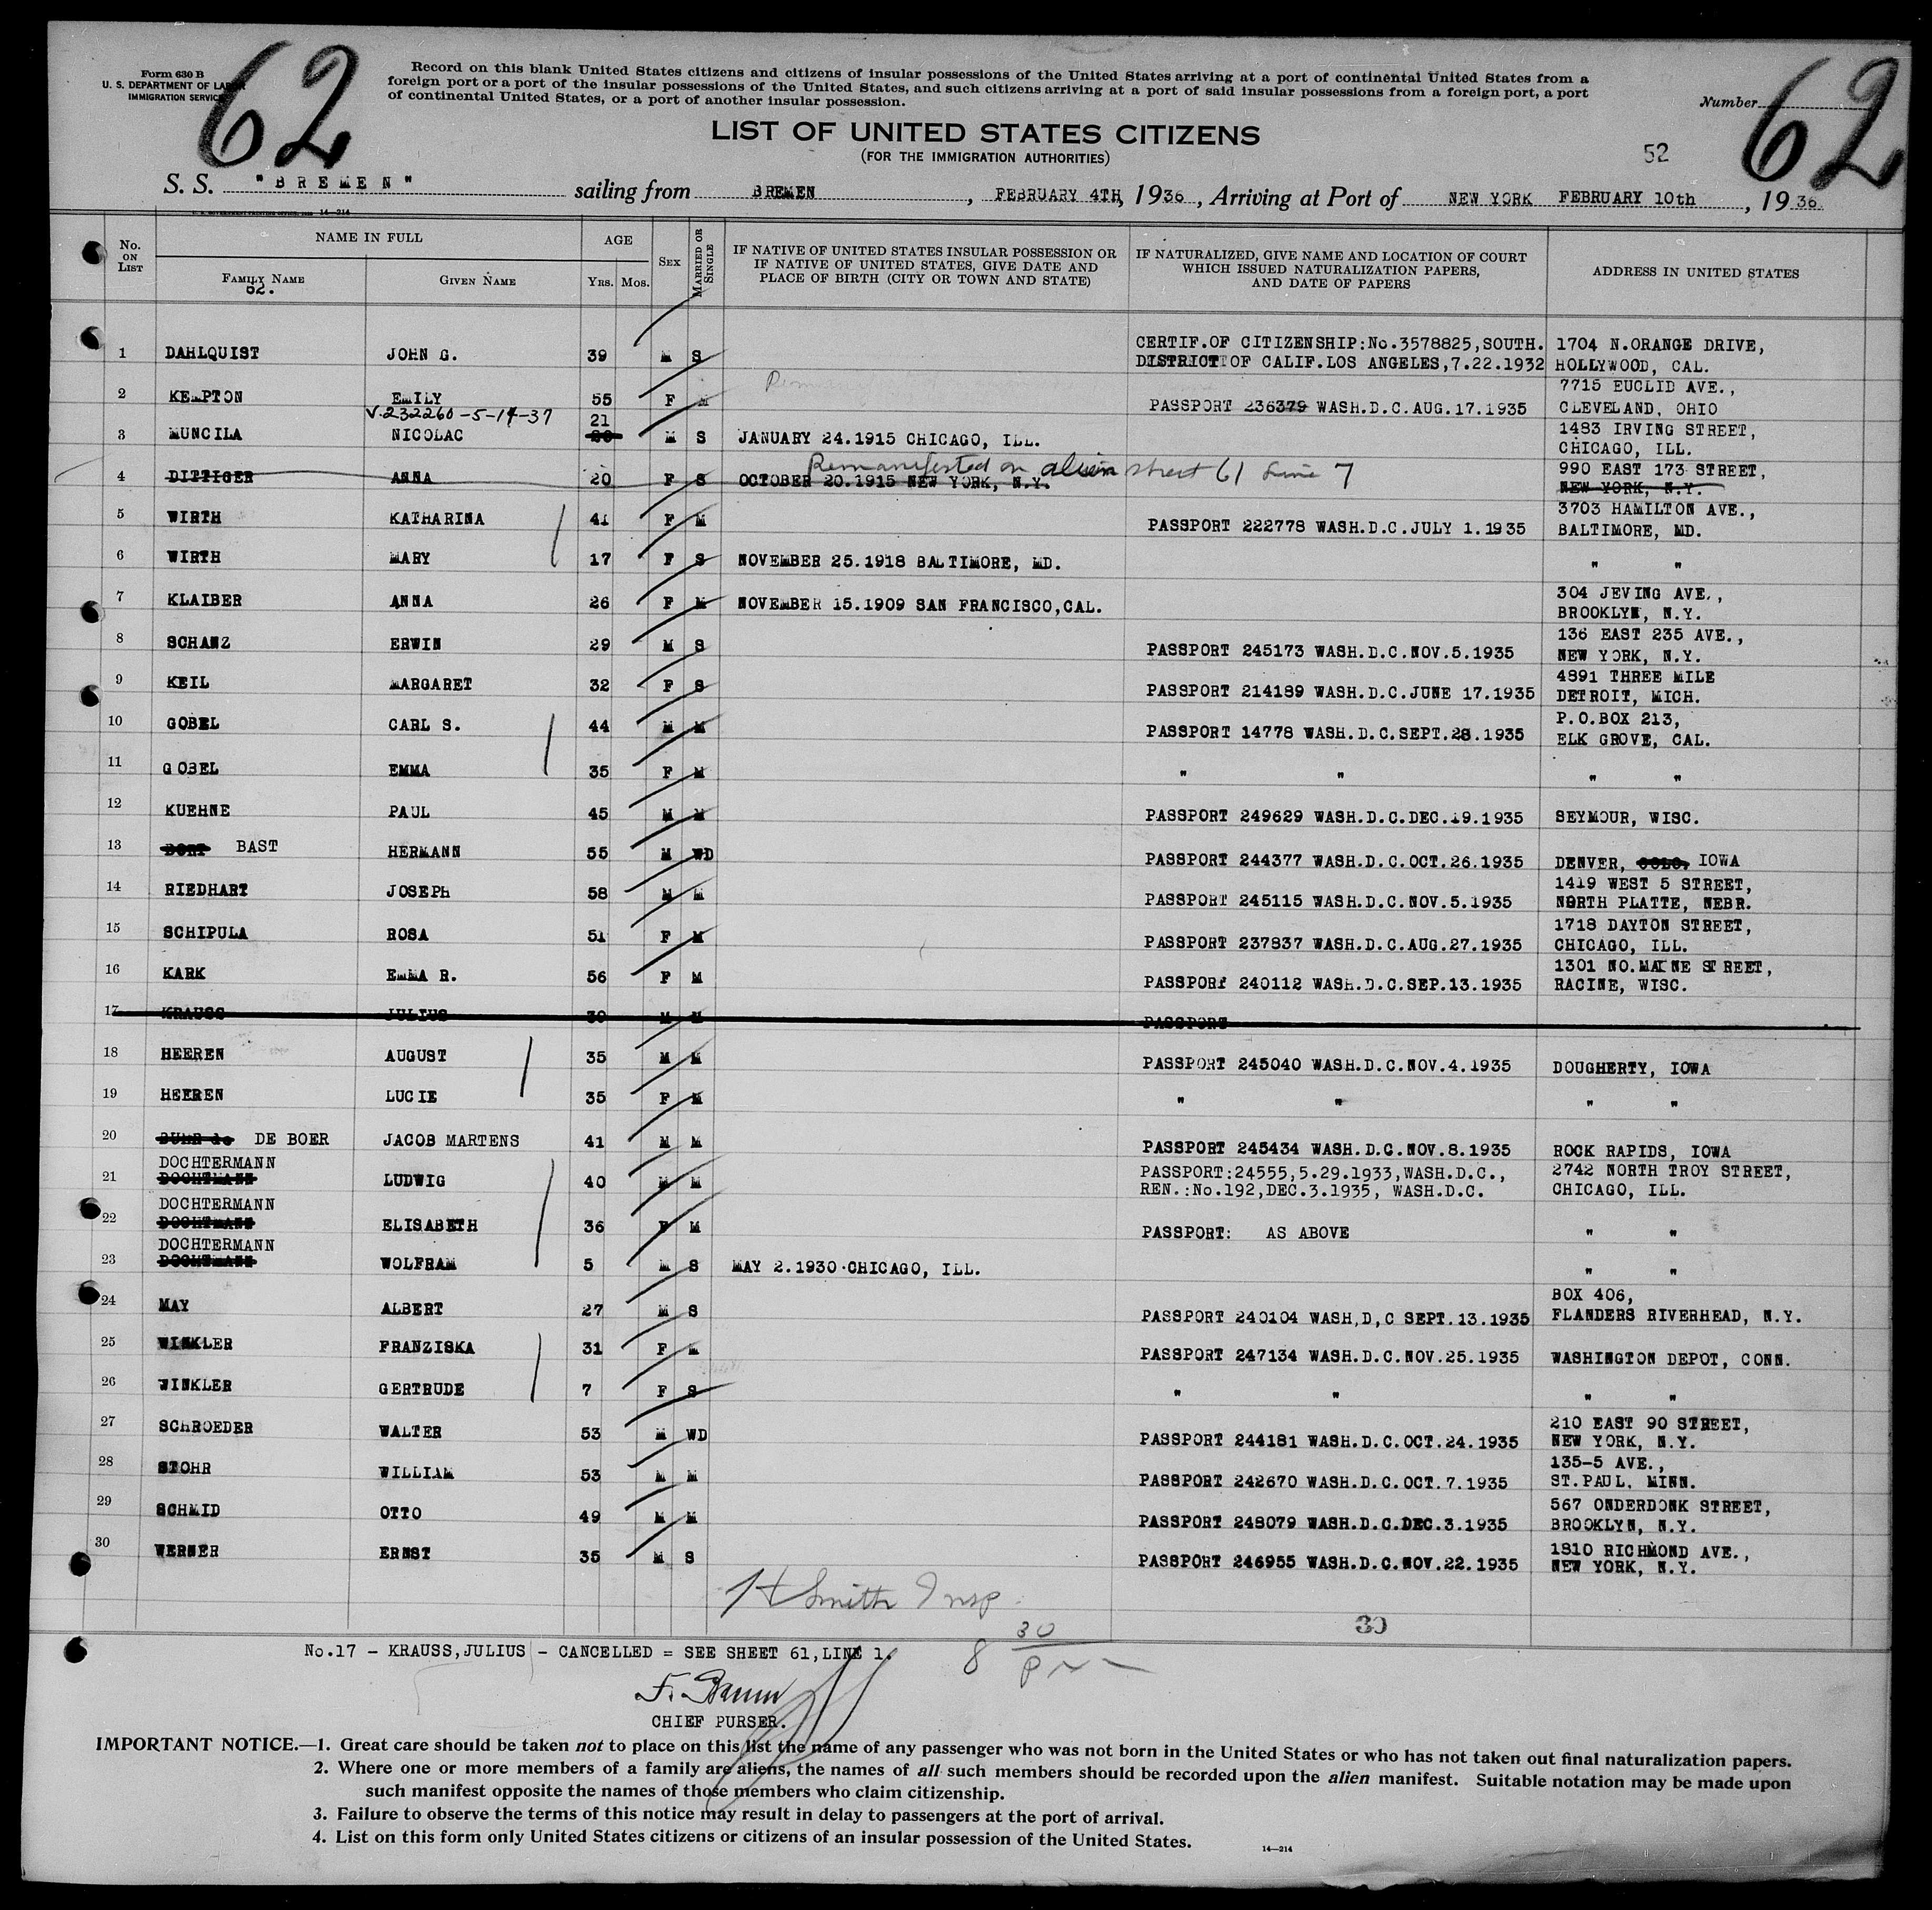 62
62
Form 630 B
U. S. DEPARTMENT OF LABOR
IMMIGRATION SERVICE
Record on this blank United States citizens and citizens of insular possessions of the United States arriving at a port of continental United States from a
foreign port or a port of the insular possessions of the United States, and such citizens arriving at a port of said insular possessions from a foreign port, a port
of continental United States, or a port of another insular possession.
Number
LIST OF UNITED STATES CITIZENS
(FOR THE IMMIGRATION AUTHORITIES)
52
S. S. "BREMEN" sailing from BREMEN, FEBRUARY 4TH, 1936, Arriving at Port of NEW YORK FEBRUARY 10th, 1936
14—214
No. ON LIST
NAME IN FULL
FAMILY NAME
GIVEN NAME
AGE
YRS. MOS.
SEX
MARRIED OR SINGLE
IF NATIVE OF UNITED STATES INSULAR POSSESSION OR
IF NATIVE OF UNITED STATES, GIVE DATE AND
PLACE OF BIRTH (CITY OR TOWN AND STATE)
IF NATURALIZED, GIVE NAME AND LOCATION OF COURT
WHICH ISSUED NATURALIZATION PAPERS,
AND DATE OF PAPERS
ADDRESS IN UNITED STATES
52.
1 DAHLQUIST JOHN G. 39 M S CERTIF.OF CITIZENSHIP:No.3578825,SOUTH. 1704 N.ORANGE DRIVE,
DISTRICT OF CALIF.LOS ANGELES,7.22.1932 HOLLYWOOD, CAL.
2 KEMPTON EMILY 55 F M PASSPORT 236379 WASH.D.C.AUG.17.1935 7715 EUCLID AVE.,
CLEVELAND, OHIO
V-232260-5-14-37 21
3 MUNCILA NICOLAC M S JANUARY 24.1915 CHICAGO, ILL. 1483 IRVING STREET,
CHICAGO, ILL.
Remanifested on alien sheet 61 Line 7
4 DITTIGER ANNA 20 F S OCTOBER 20.1915 NEW YORK, N.Y. 990 EAST 173 STREET,
NEW YORK, N.Y.
5 WIRTH KATHARINA 41 F M PASSPORT 222778 WASH.D.C.JULY 1.1935 3703 HAMILTON AVE.,
BALTIMORE, MD.
6 WIRTH MARY 17 F S NOVEMBER 25.1918 BALTIMORE, MD. " "
7 KLAIBER ANNA 26 F M NOVEMBER 15.1909 SAN FRANCISCO,CAL. 304 JEVING AVE.,
BROOKLYN, N.Y.
8 SCHANZ ERWIN 29 M S PASSPORT 245173 WASH.D.C.NOV.5.1935 136 EAST 235 AVE.,
NEW YORK, N.Y.
9 KEIL MARGARET 32 F S PASSPORT 214189 WASH.D.C.JUNE 17.1935 4891 THREE MILE
DETROIT, MICH.
10 GOBEL CARL S. 44 M M PASSPORT 14778 WASH.D.C.SEPT.28.1935 P.O.BOX 213,
ELK GROVE, CAL.
11 GOBEL EMMA 35 F M " " " "
12 KUEHNE PAUL 45 M M PASSPORT 249629 WASH.D.C.DEC.19.1935 SEYMOUR, WISC.
13 BAST HERMANN 55 M WD PASSPORT 244377 WASH.D.C.OCT.26.1935 DENVER, COLO. IOWA
14 RIEDHART JOSEPH 58 M M PASSPORT 245115 WASH.D.C.NOV.5.1935 1419 WEST 5 STREET,
NORTH PLATTE, NEBR.
15 SCHIPULA ROSA 51 F M PASSPORT 237837 WASH.D.C.AUG.27.1935 1718 DAYTON STREET,
CHICAGO, ILL.
16 KARK EMMA R. 56 F M PASSPORT 240112 WASH.D.C.SEP.13.1935 1301 NO.MAINE STREET,
RACINE, WISC.
17 KRAUSS JULIUS 39 M M PASSPORT
18 HEEREN AUGUST 35 M M PASSPORT 245040 WASH.D.C.NOV.4.1935 DOUGHERTY, IOWA
19 HEEREN LUCIE 35 F M " " " "
20 DE BOER JACOB MARTENS 41 M M PASSPORT 245434 WASH.D.C.NOV.8.1935 ROCK RAPIDS, IOWA
21 DOCHTERMANN DOCHTMANN LUDWIG 40 M M PASSPORT:24555,5.29.1933,WASH.D.C., 2742 NORTH TROY STREET,
REN.:No.192,DEC.3.1935, WASH.D.C. CHICAGO, ILL.
22 DOCHTERMANN DOCHTMANN ELISABETH 36 F M PASSPORT: AS ABOVE " "
23 DOCHTERMANN DOCHTMANN WOLFRAM 5 M S MAY 2.1930.CHICAGO, ILL. " "
24 MAY ALBERT 27 M S PASSPORT 240104 WASH,D,C SEPT.13.1935 BOX 406,
FLANDERS RIVERHEAD, N.Y.
25 WINKLER FRANZISKA 31 F M PASSPORT 247134 WASH.D.C.NOV.25.1935 WASHINGTON DEPOT, CONN.
26 WINKLER GERTRUDE 7 F S " " " "
27 SCHROEDER WALTER 53 M WD PASSPORT 244181 WASH.D.C.OCT.24.1935 210 EAST 90 STREET,
NEW YORK, N.Y.
28 STOHR WILLIAM 53 M M PASSPORT 242670 WASH.D.C.OCT.7.1935 135-5 AVE.,
ST.PAUL, MINN.
29 SCHMID OTTO 49 M M PASSPORT 248079 WASH.D.C.DEC.3.1935 567 ONDERDONK STREET,
BROOKLYN, N.Y.
30 WERNER ERNST 35 M S PASSPORT 246955 WASH.D.C.NOV.22.1935 1810 RICHMOND AVE.,
NEW YORK, N.Y.
H Smith Insp.
30
No.17 - KRAUSS,JULIUS - CANCELLED = SEE SHEET 61,LINE 1.
8 30 PM
CHIEF PURSER.
IMPORTANT NOTICE.—1. Great care should be taken not to place on this list the name of any passenger who was not born in the United States or who has not taken out final naturalization papers.
2. Where one or more members of a family are aliens, the names of all such members should be recorded upon the alien manifest. Suitable notation may be made upon
such manifest opposite the names of those members who claim citizenship.
3. Failure to observe the terms of this notice may result in delay to passengers at the port of arrival.
4. List on this form only United States citizens or citizens of an insular possession of the United States.
14—214